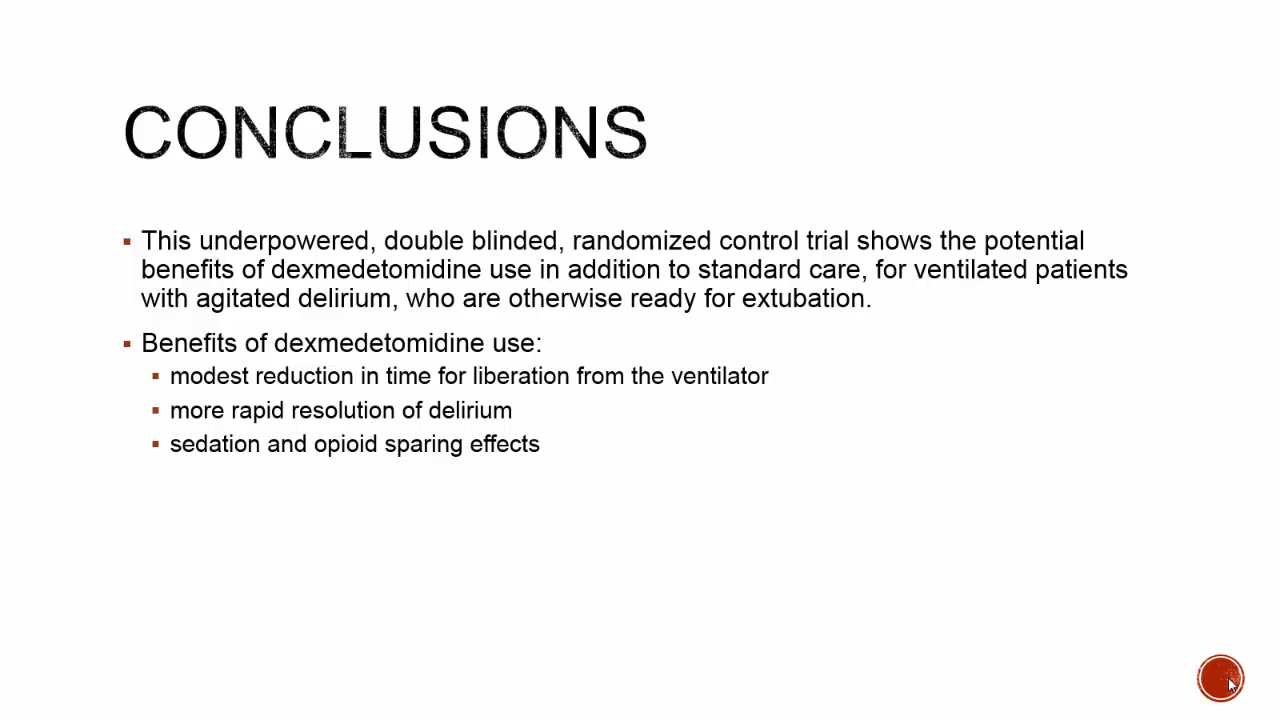 CONCLUSIONS
This underpowered, double blinded, randomized control trial shows the potential
benefits of dexmedetomidine use in addition to standard care, for ventilated patients
with agitated delirium, who are otherwise ready for extubation.
Benefits of dexmedetomidine use:
modest reduction in time for liberation from the ventilator
more rapid resolution of delirium
sedation and opioid sparing effects